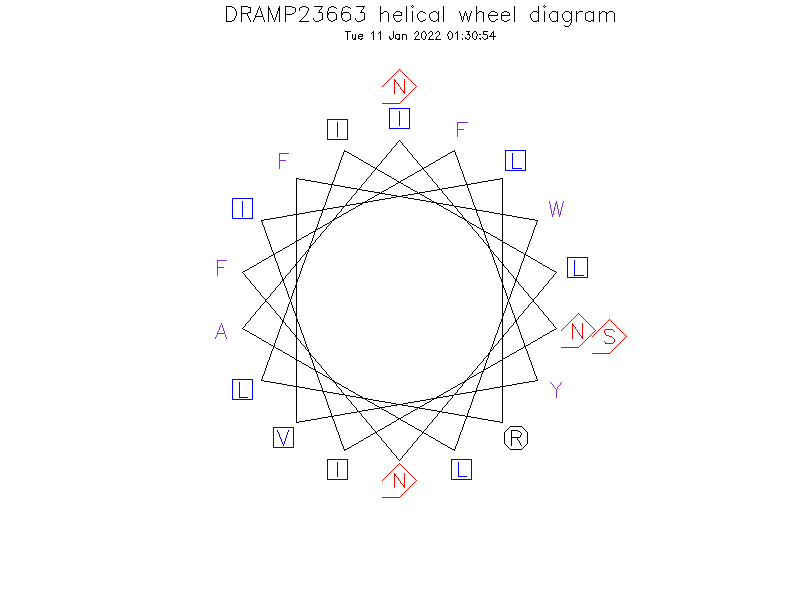 DRAMP23663 helical wheel diagram
Tue 11 Jan 2022 01:30:54
N
I
I F
F L
I W
F L
A N S
L Y
V R
I L
N